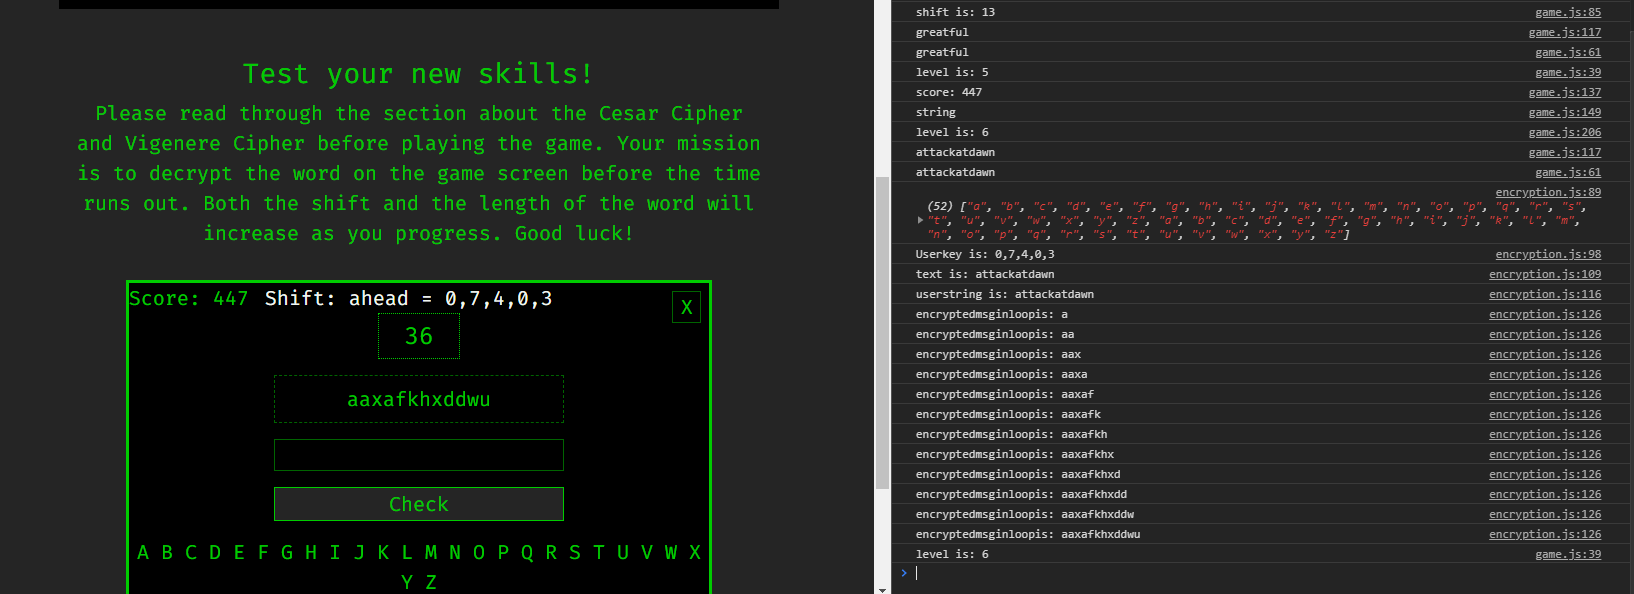 Test your new skills!
Please read through the section about the Cesar Cipher
and Vigenere Cipher before playing the game. Your mission
is to decrypt the word on the game screen before the time
runs out. Both the shift and the length of the word will
increase as you progress. Good luck!
Score: 447 Shift: ahead = 0,7,4,0,3
X
36
aaxafkhxddwu
Check
A B C D E F G H I J K L M N O P Q R S T U V W X
Y Z
shift is: 13 game.js:85
greatful game.js:117
greatful game.js:61
level is: 5 game.js:39
score: 447 game.js:137
string game.js:149
level is: 6 game.js:206
attackatdawn game.js:117
attackatdawn game.js:61
encryption.js:89
(52) ["a", "b", "c", "d", "e", "f", "g", "h", "i", "j", "k", "l", "m", "n", "o", "p", "q", "r", "s",
"t", "u", "v", "w", "x", "y", "z", "a", "b", "c", "d", "e", "f", "g", "h", "i", "j", "k", "l", "m",
"n", "o", "p", "q", "r", "s", "t", "u", "v", "w", "x", "y", "z"]
Userkey is: 0,7,4,0,3 encryption.js:98
text is: attackatdawn encryption.js:109
userstring is: attackatdawn encryption.js:116
encryptedmsginloopis: a encryption.js:126
encryptedmsginloopis: aa encryption.js:126
encryptedmsginloopis: aax encryption.js:126
encryptedmsginloopis: aaxa encryption.js:126
encryptedmsginloopis: aaxaf encryption.js:126
encryptedmsginloopis: aaxafk encryption.js:126
encryptedmsginloopis: aaxafkh encryption.js:126
encryptedmsginloopis: aaxafkhx encryption.js:126
encryptedmsginloopis: aaxafkhxd encryption.js:126
encryptedmsginloopis: aaxafkhxdd encryption.js:126
encryptedmsginloopis: aaxafkhxddw encryption.js:126
encryptedmsginloopis: aaxafkhxddwu encryption.js:126
level is: 6 game.js:39